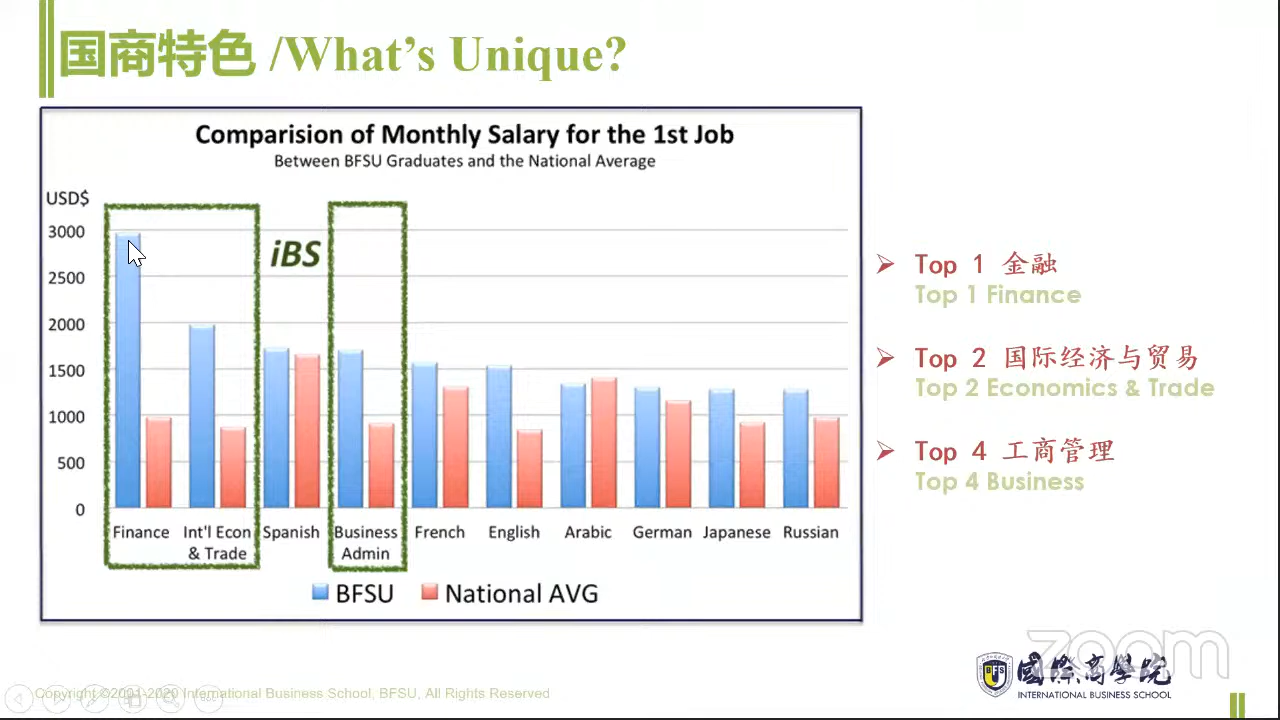 国商特色 /What's Unique?
Comparision of Monthly Salary for the 1st Job
Between BFSU Graduates and the National Average
USD$
3000
2500
2000
1500
1000
500
0
iBS
Finance
Int'l Econ & Trade
Spanish
Business Admin
French
English
Arabic
German
Japanese
Russian
BFSU
National AVG
Top 1 金融
Top 1 Finance
Top 2 国际经济与贸易
Top 2 Economics & Trade
Top 4 工商管理
Top 4 Business
zoom
BFS
國際商學院
INTERNATIONAL BUSINESS SCHOOL
Copyright ©2001-2020 International Business School, BFSU, All Rights Reserved